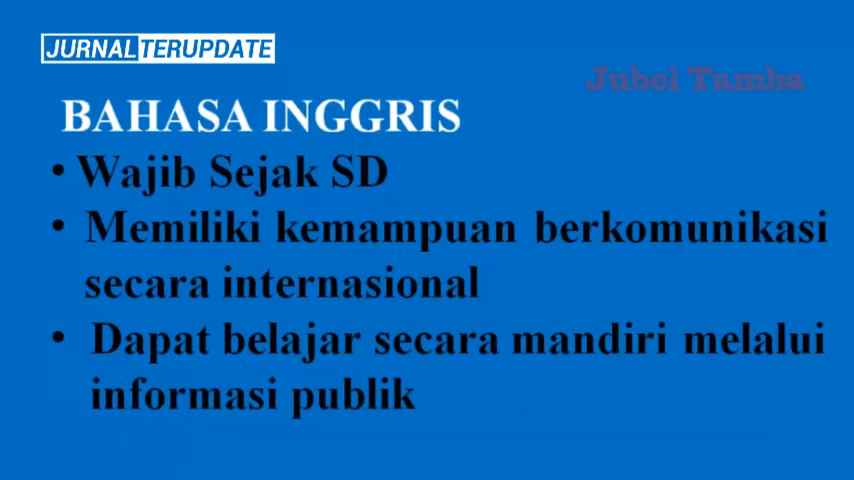 JURNALTERUPDATE
Jubel Tamba
BAHASA INGGRIS
• Wajib Sejak SD
• Memiliki kemampuan berkomunikasi
secara internasional
• Dapat belajar secara mandiri melalui
informasi publik